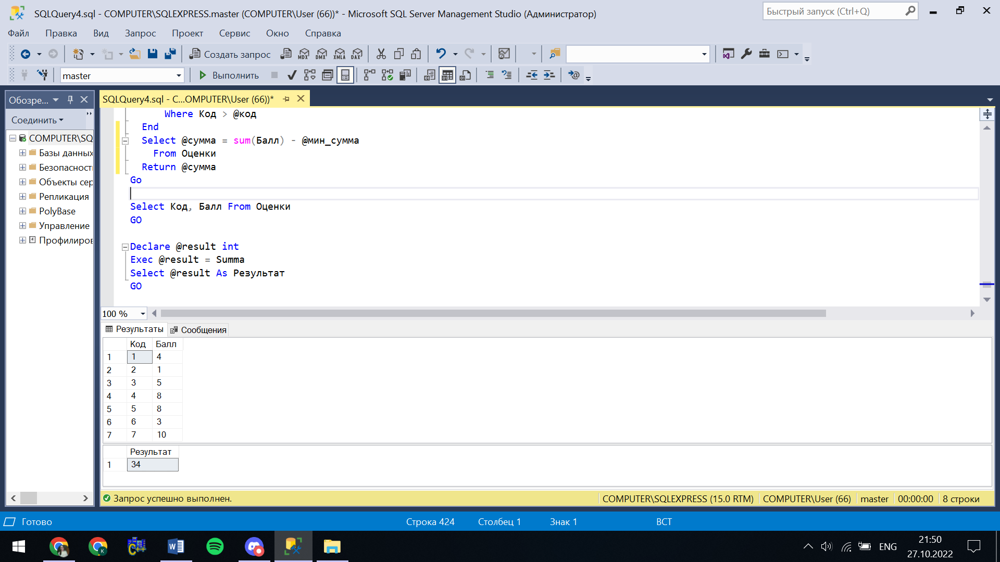 SQLQuery4.sql - COMPUTER\SQLEXPRESS.master (COMPUTER\User (66))* - Microsoft SQL Server Management Studio (Администратор)
Быстрый запуск (Ctrl+Q)
Файл Правка Вид Запрос Проект Сервис Окно Справка
Создать запрос MDX DMX XMLA DAX
master Выполнить
Обозре...
SQLQuery4.sql - C...OMPUTER\User (66))*
Соединить
COMPUTER\SQ
Базы данных
Безопасност
Объекты сер
Репликация
PolyBase
Управление
Профилиров
Where Код > @код
End
Select @сумма = sum(Балл) - @мин_сумма
From Оценки
Return @сумма
Go
Select Код, Балл From Оценки
GO
Declare @result int
Exec @result = Summa
Select @result As Результат
GO
100 %
Результаты Сообщения
Код Балл
1 1 4
2 2 1
3 3 5
4 4 8
5 5 8
6 6 3
7 7 10
Результат
1 34
Запрос успешно выполнен. COMPUTER\SQLEXPRESS (15.0 RTM) COMPUTER\User (66) master 00:00:00 8 строки
Готово Строка 424 Столбец 1 Знак 1 ВСТ
ENG
21:50
27.10.2022